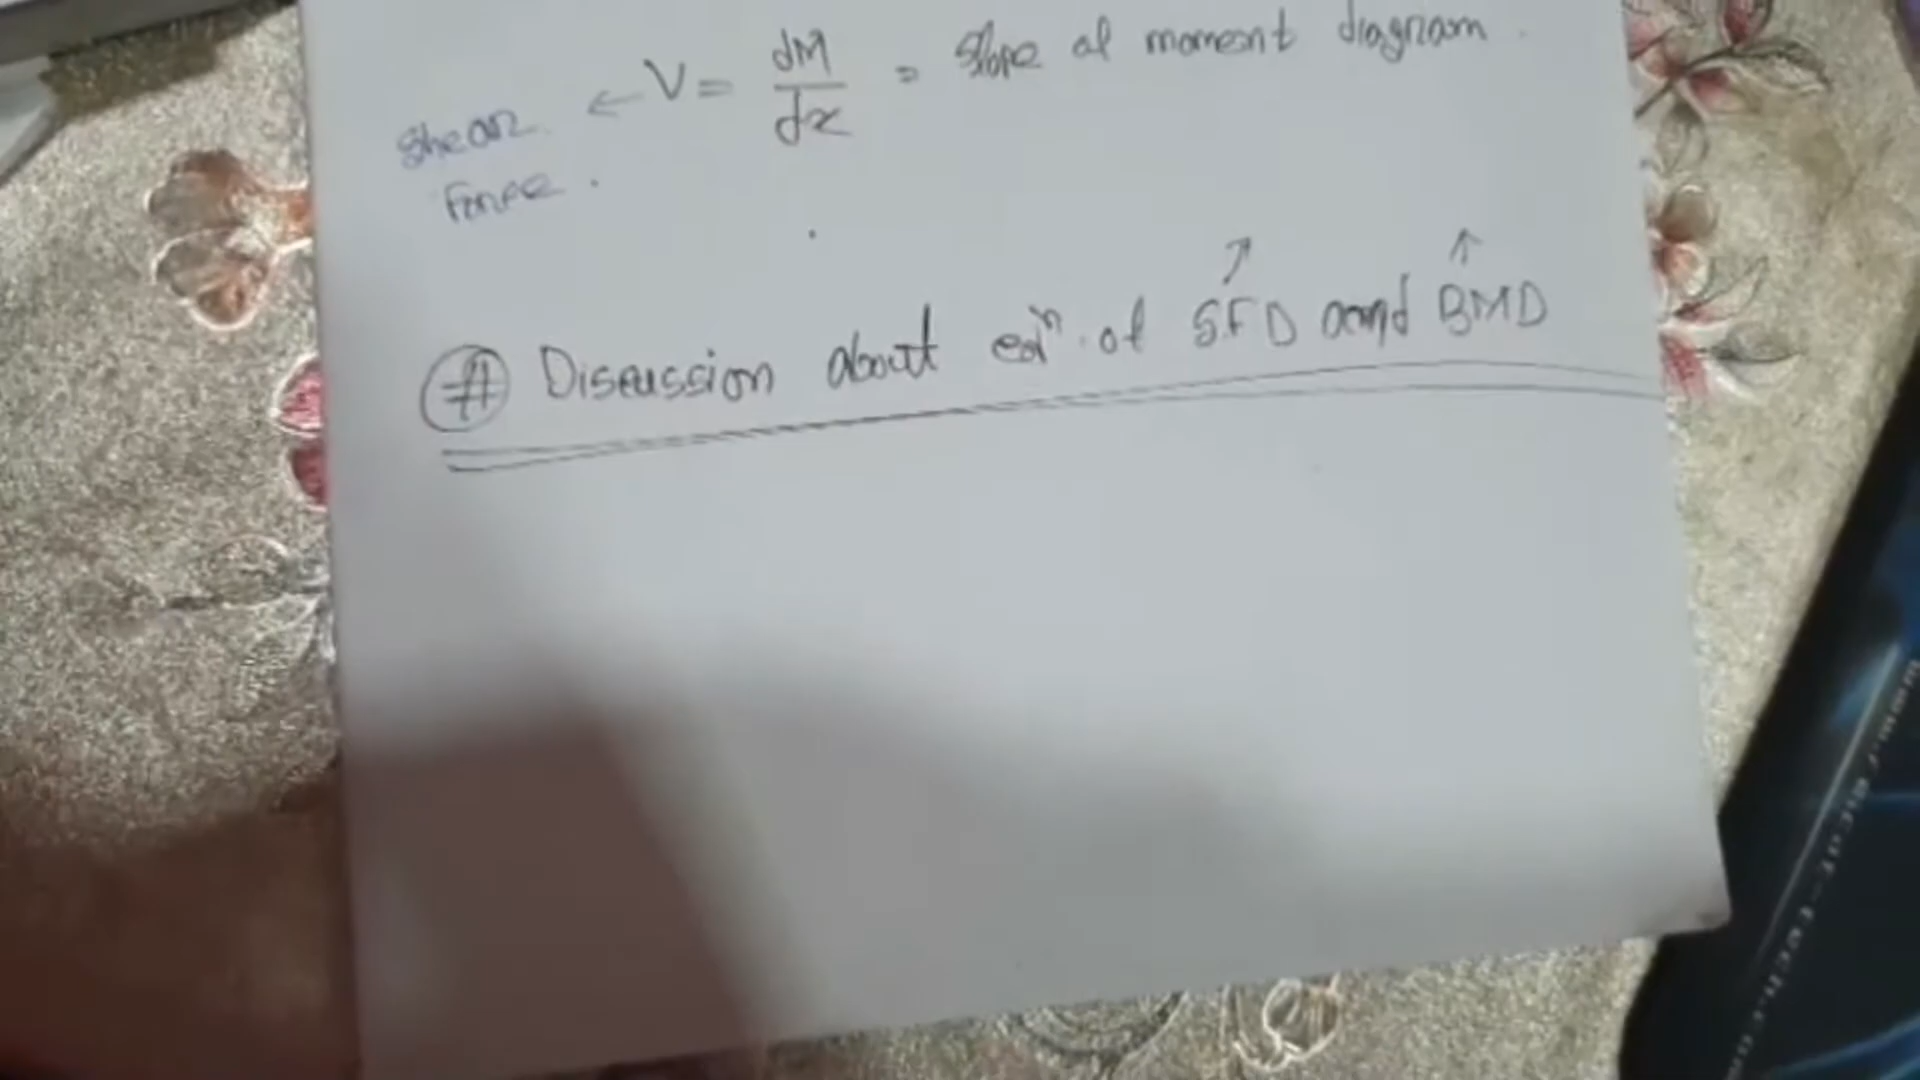 V = dM/dx = slope of moment diagram.
shear ←
Force.
# Discussion about eqn. of S.F.D and BMD